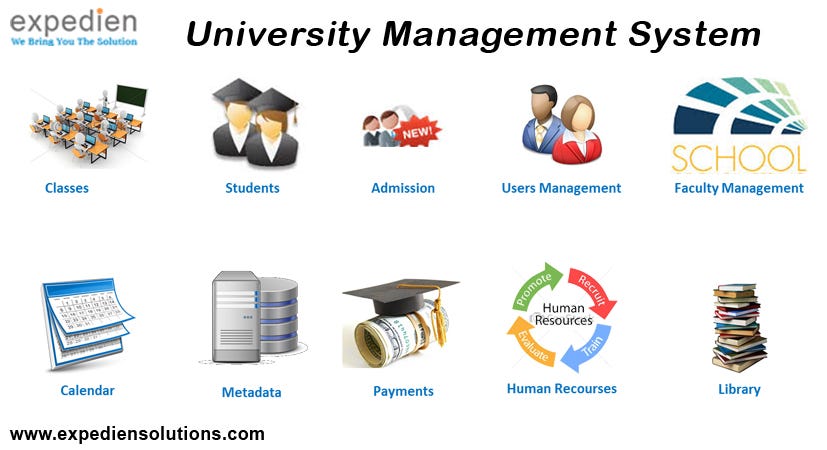 expedien
We Bring You The Solution
University Management System
NEW!
SCHOOL
Classes
Students
Admission
Users Management
Faculty Management
Promote
Recruit
Human
Resources
Evaluate
Train
Calendar
Metadata
Payments
Human Recourses
Library
www.expediensolutions.com